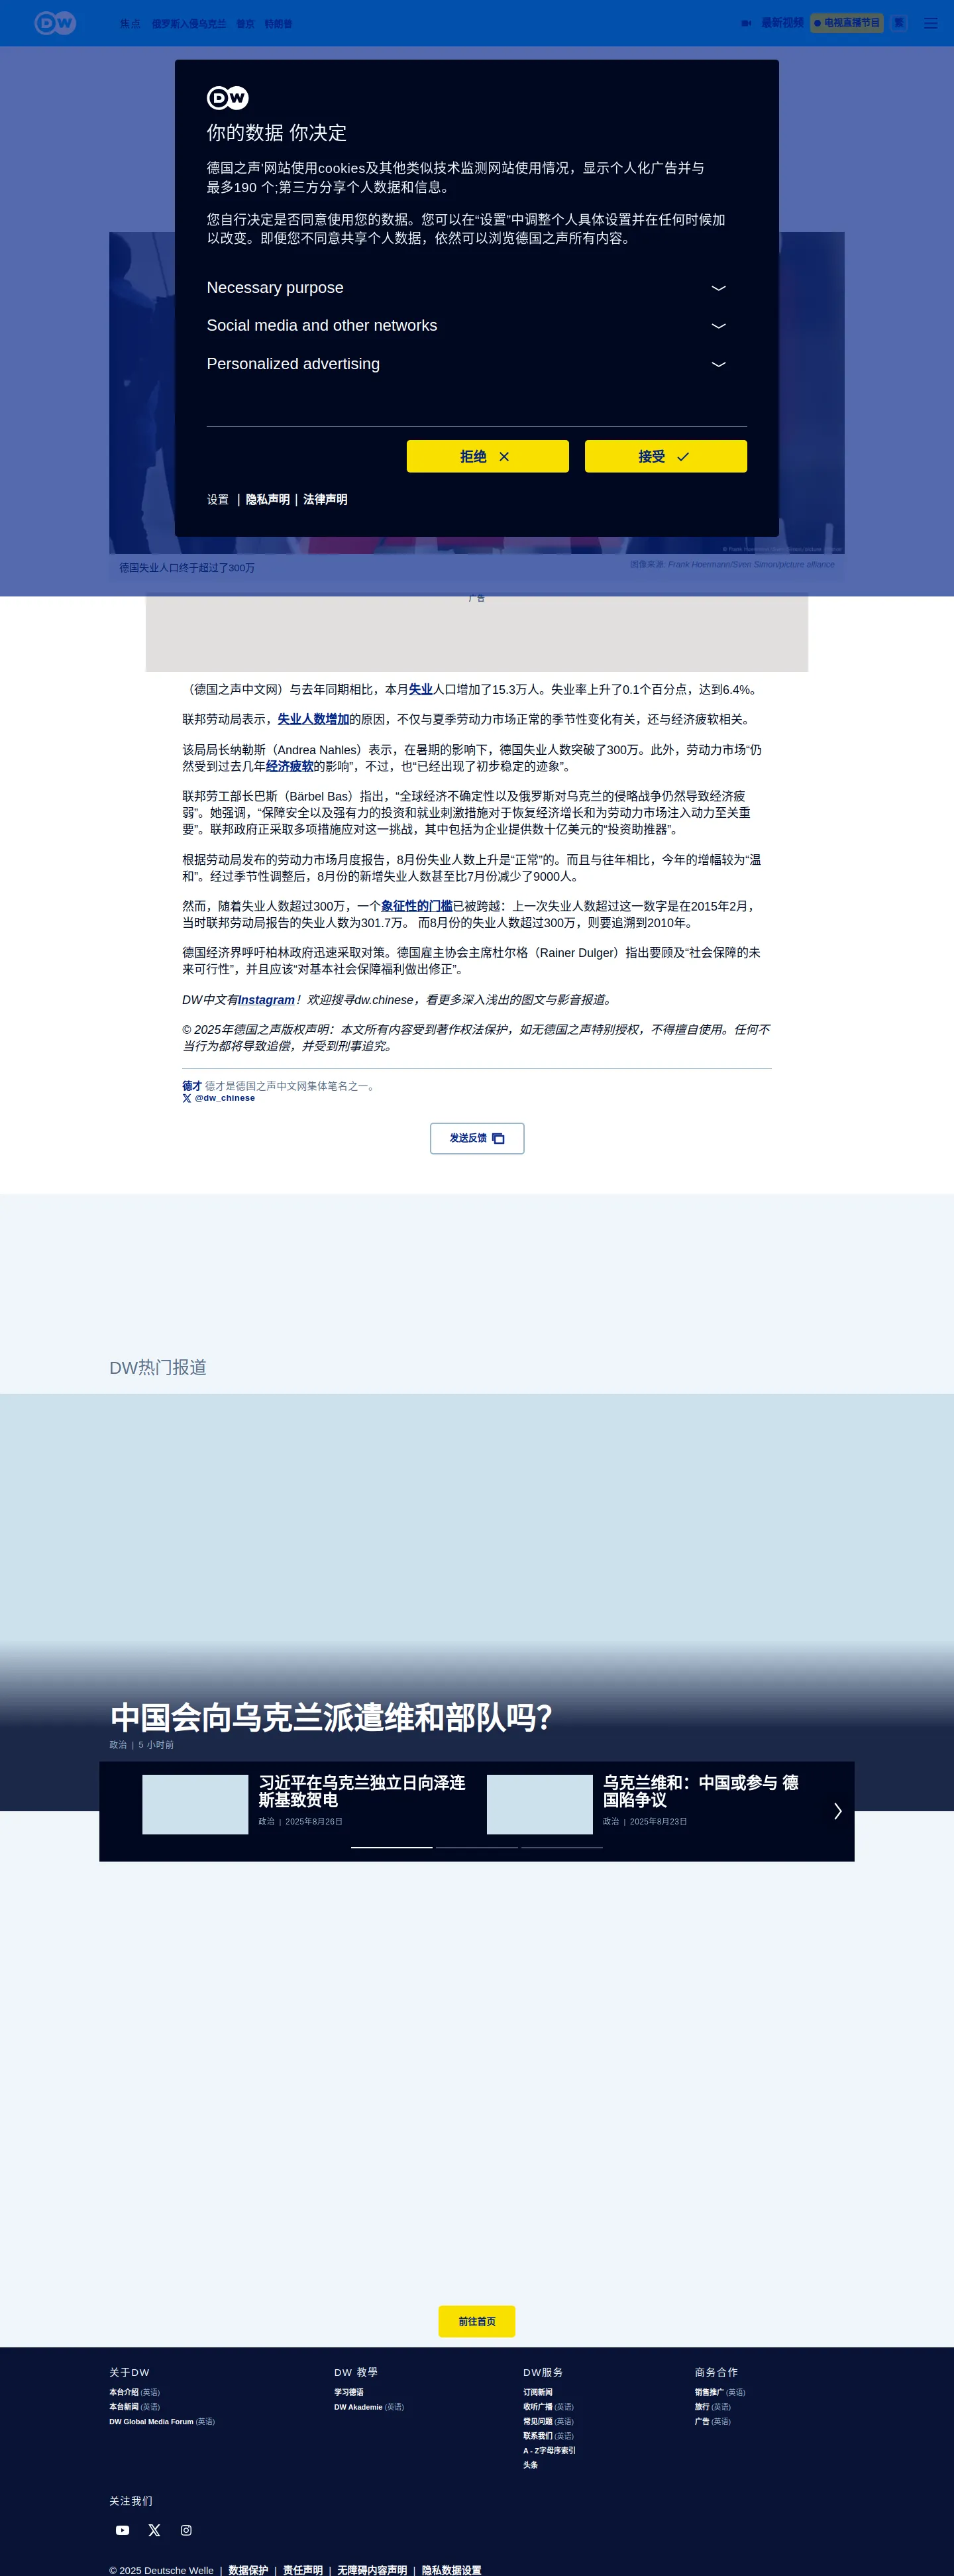 DW
焦点 俄罗斯入侵乌克兰 普京 特朗普
最新视频 电视直播节目 繁
DW
你的数据 你决定
德国之声'网站使用cookies及其他类似技术监测网站使用情况，显示个人化广告并与
最多190 个;第三方分享个人数据和信息。
您自行决定是否同意使用您的数据。您可以在“设置”中调整个人具体设置并在任何时候加
以改变。即便您不同意共享个人数据，依然可以浏览德国之声所有内容。
Necessary purpose
Social media and other networks
Personalized advertising
拒绝 接受
设置 | 隐私声明 | 法律声明
德国失业人口终于超过了300万
图像来源: Frank Hoermann/Sven Simon/picture alliance
广告
（德国之声中文网）与去年同期相比，本月失业人口增加了15.3万人。失业率上升了0.1个百分点，达到6.4%。
联邦劳动局表示，失业人数增加的原因，不仅与夏季劳动力市场正常的季节性变化有关，还与经济疲软相关。
该局局长纳勒斯（Andrea Nahles）表示，在暑期的影响下，德国失业人数突破了300万。此外，劳动力市场“仍
然受到过去几年经济疲软的影响”，不过，也“已经出现了初步稳定的迹象”。
联邦劳工部长巴斯（Bärbel Bas）指出，“全球经济不确定性以及俄罗斯对乌克兰的侵略战争仍然导致经济疲
弱”。她强调，“保障安全以及强有力的投资和就业刺激措施对于恢复经济增长和为劳动力市场注入动力至关重
要”。联邦政府正采取多项措施应对这一挑战，其中包括为企业提供数十亿美元的“投资助推器”。
根据劳动局发布的劳动力市场月度报告，8月份失业人数上升是“正常”的。而且与往年相比，今年的增幅较为“温
和”。经过季节性调整后，8月份的新增失业人数甚至比7月份减少了9000人。
然而，随着失业人数超过300万，一个象征性的门槛已被跨越：上一次失业人数超过这一数字是在2015年2月，
当时联邦劳动局报告的失业人数为301.7万。 而8月份的失业人数超过300万，则要追溯到2010年。
德国经济界呼吁柏林政府迅速采取对策。德国雇主协会主席杜尔格（Rainer Dulger）指出要顾及“社会保障的未
来可行性”，并且应该“对基本社会保障福利做出修正”。
DW中文有Instagram！欢迎搜寻dw.chinese，看更多深入浅出的图文与影音报道。
© 2025年德国之声版权声明：本文所有内容受到著作权法保护，如无德国之声特别授权，不得擅自使用。任何不
当行为都将导致追偿，并受到刑事追究。
德才 德才是德国之声中文网集体笔名之一。
@dw_chinese
发送反馈
DW热门报道
中国会向乌克兰派遣维和部队吗？
政治 | 5 小时前
习近平在乌克兰独立日向泽连
斯基致贺电
政治 | 2025年8月26日
乌克兰维和：中国或参与 德
国陷争议
政治 | 2025年8月23日
前往首页
关于DW
本台介绍 (英语)
本台新闻 (英语)
DW Global Media Forum (英语)
DW 教學
学习德语
DW Akademie (英语)
DW服务
订阅新闻
收听广播 (英语)
常见问题 (英语)
联系我们 (英语)
A - Z字母序索引
头条
商务合作
销售推广 (英语)
旅行 (英语)
广告 (英语)
关注我们
© 2025 Deutsche Welle | 数据保护 | 责任声明 | 无障碍内容声明 | 隐私数据设置